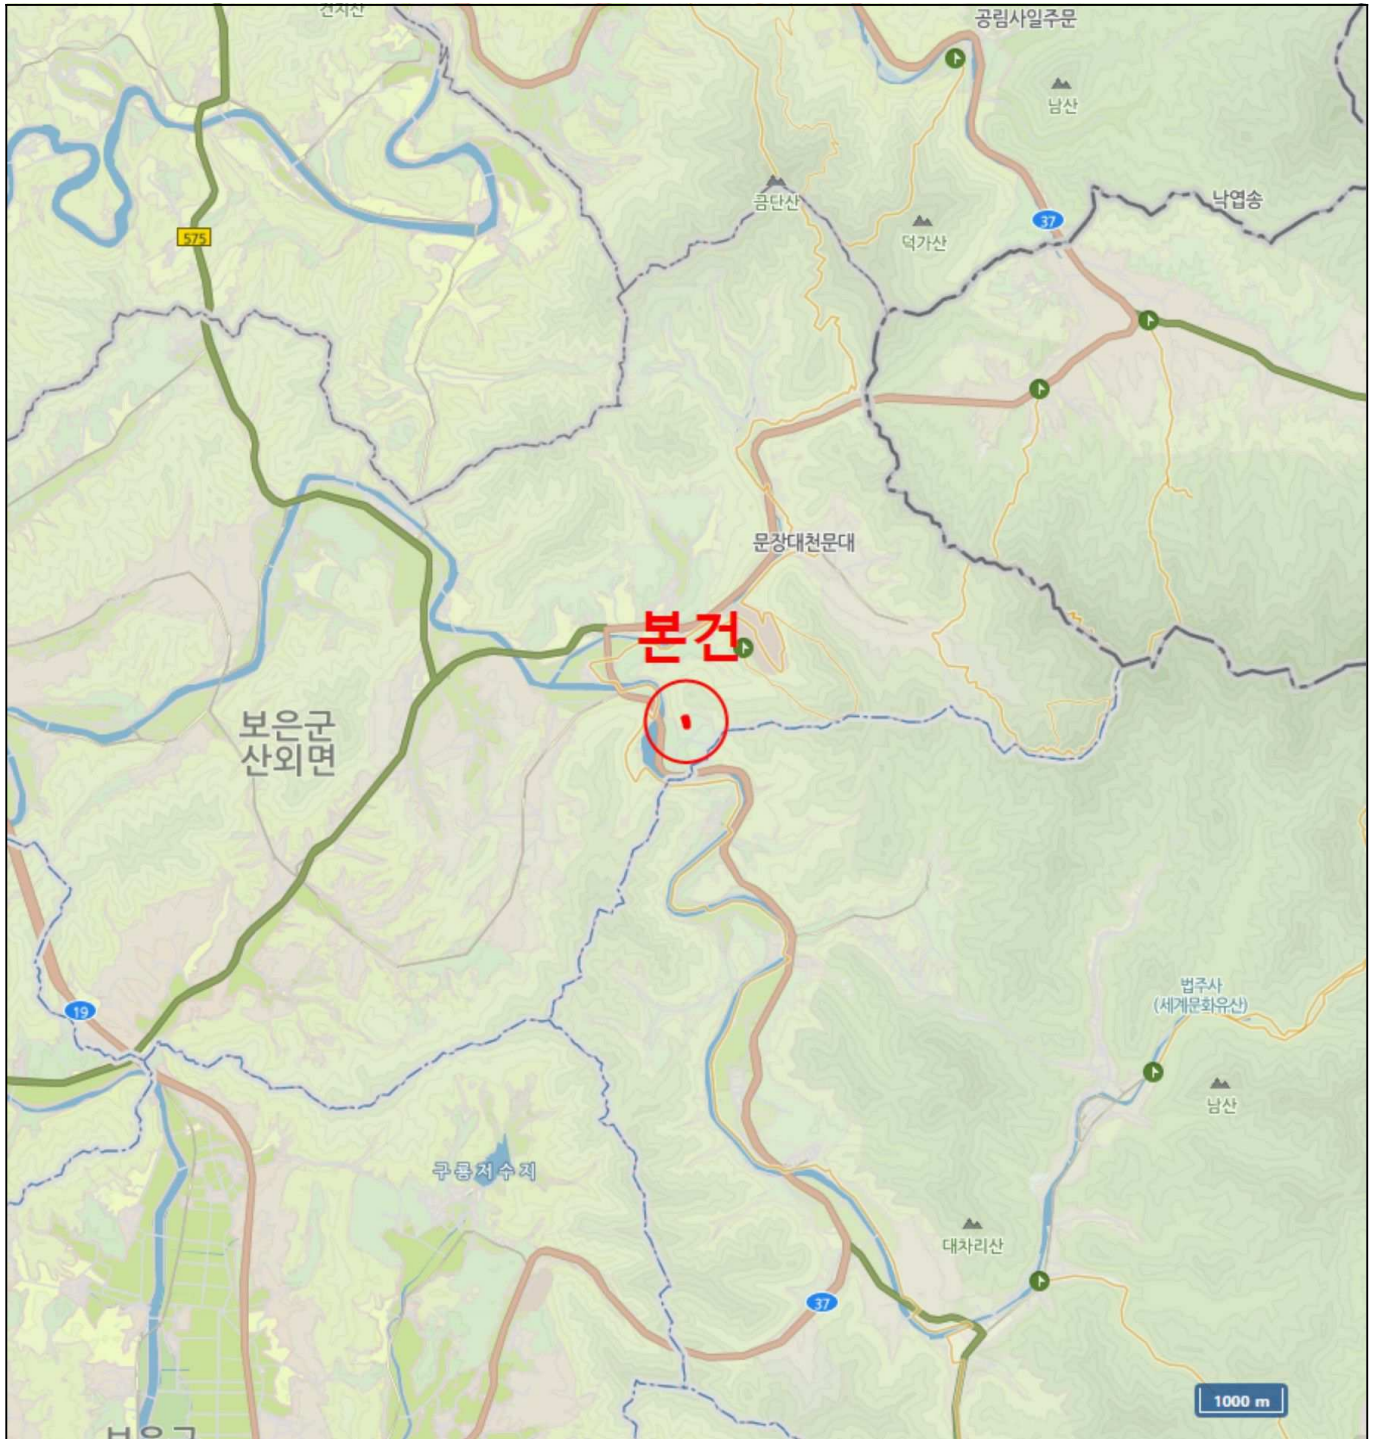 공림사일주문
남산
금단산
낙엽송
37
덕가산
575
문장대천문대
본건
보은군
산외면
법주사
(세계문화유산)
19
남산
구룡저수지
대차리산
37
1000 m